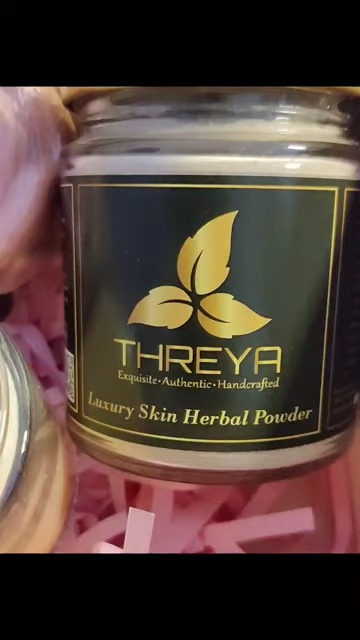 THREYA
Exquisite • Authentic • Handcrafted
Luxury Skin Herbal Powder